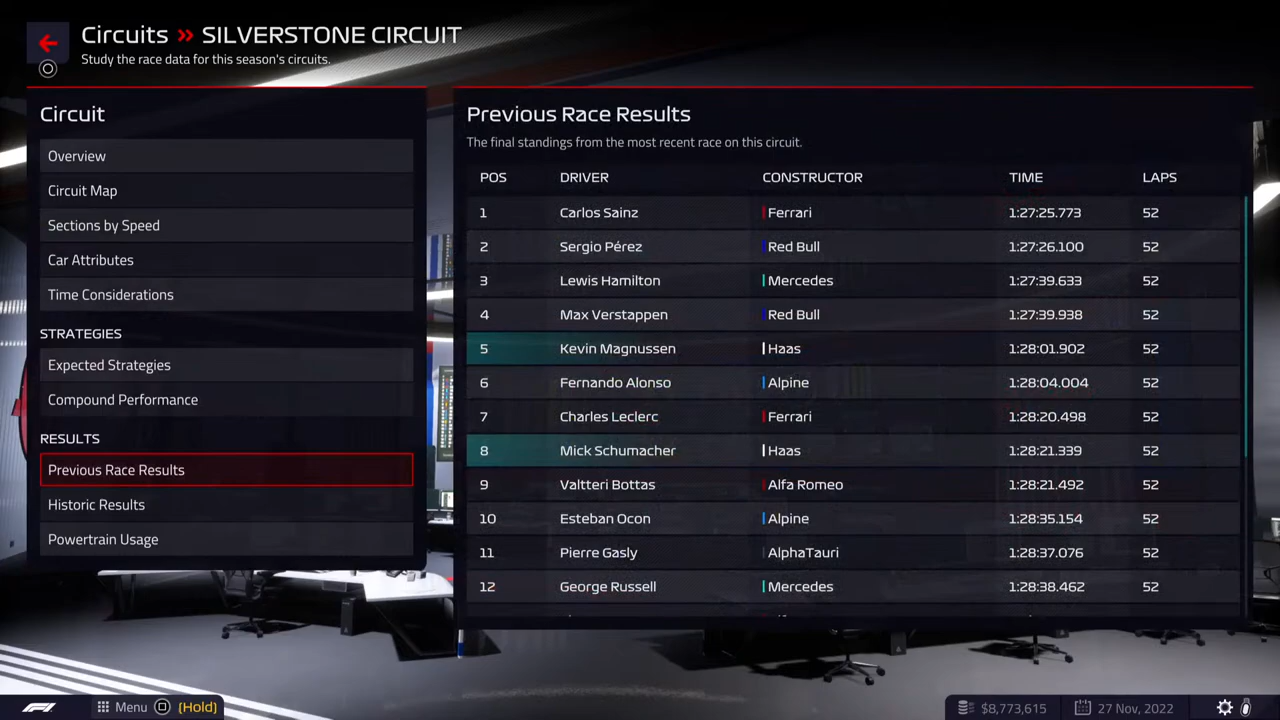 Circuits » SILVERSTONE CIRCUIT
Study the race data for this season's circuits.
Circuit
Overview
Circuit Map
Sections by Speed
Car Attributes
Time Considerations
STRATEGIES
Expected Strategies
Compound Performance
RESULTS
Previous Race Results
Historic Results
Powertrain Usage
Previous Race Results
The final standings from the most recent race on this circuit.
POS DRIVER CONSTRUCTOR TIME LAPS
1 Carlos Sainz Ferrari 1:27:25.773 52
2 Sergio Pérez Red Bull 1:27:26.100 52
3 Lewis Hamilton Mercedes 1:27:39.633 52
4 Max Verstappen Red Bull 1:27:39.938 52
5 Kevin Magnussen Haas 1:28:01.902 52
6 Fernando Alonso Alpine 1:28:04.004 52
7 Charles Leclerc Ferrari 1:28:20.498 52
8 Mick Schumacher Haas 1:28:21.339 52
9 Valtteri Bottas Alfa Romeo 1:28:21.492 52
10 Esteban Ocon Alpine 1:28:35.154 52
11 Pierre Gasly AlphaTauri 1:28:37.076 52
12 George Russell Mercedes 1:28:38.462 52
F1 Menu (Hold) $8,773,615 27 Nov, 2022